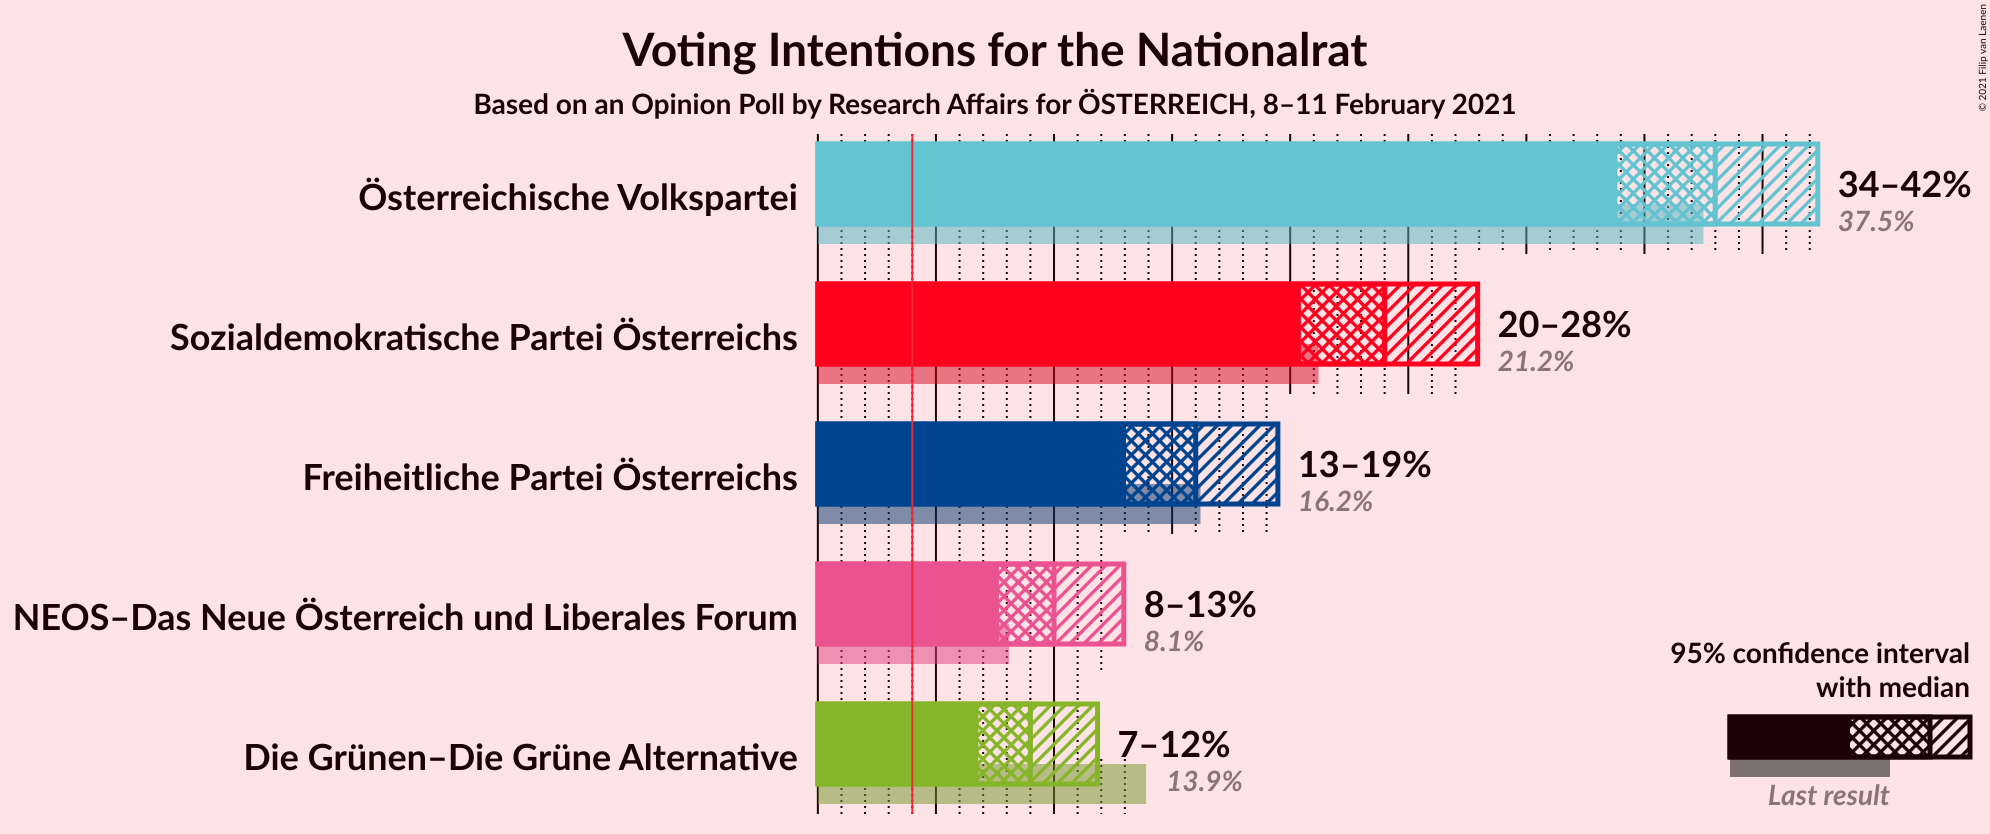 Voting Intentions for the Nationalrat
Based on an Opinion Poll by Research Affairs for ÖSTERREICH, 8–11 February 2021
© 2021 Filip van Laenen
Österreichische Volkspartei
34–42%
37.5%
Sozialdemokratische Partei Österreichs
20–28%
21.2%
Freiheitliche Partei Österreichs
13–19%
16.2%
NEOS–Das Neue Österreich und Liberales Forum
8–13%
8.1%
Die Grünen–Die Grüne Alternative
7–12%
13.9%
95% confidence interval
with median
Last result